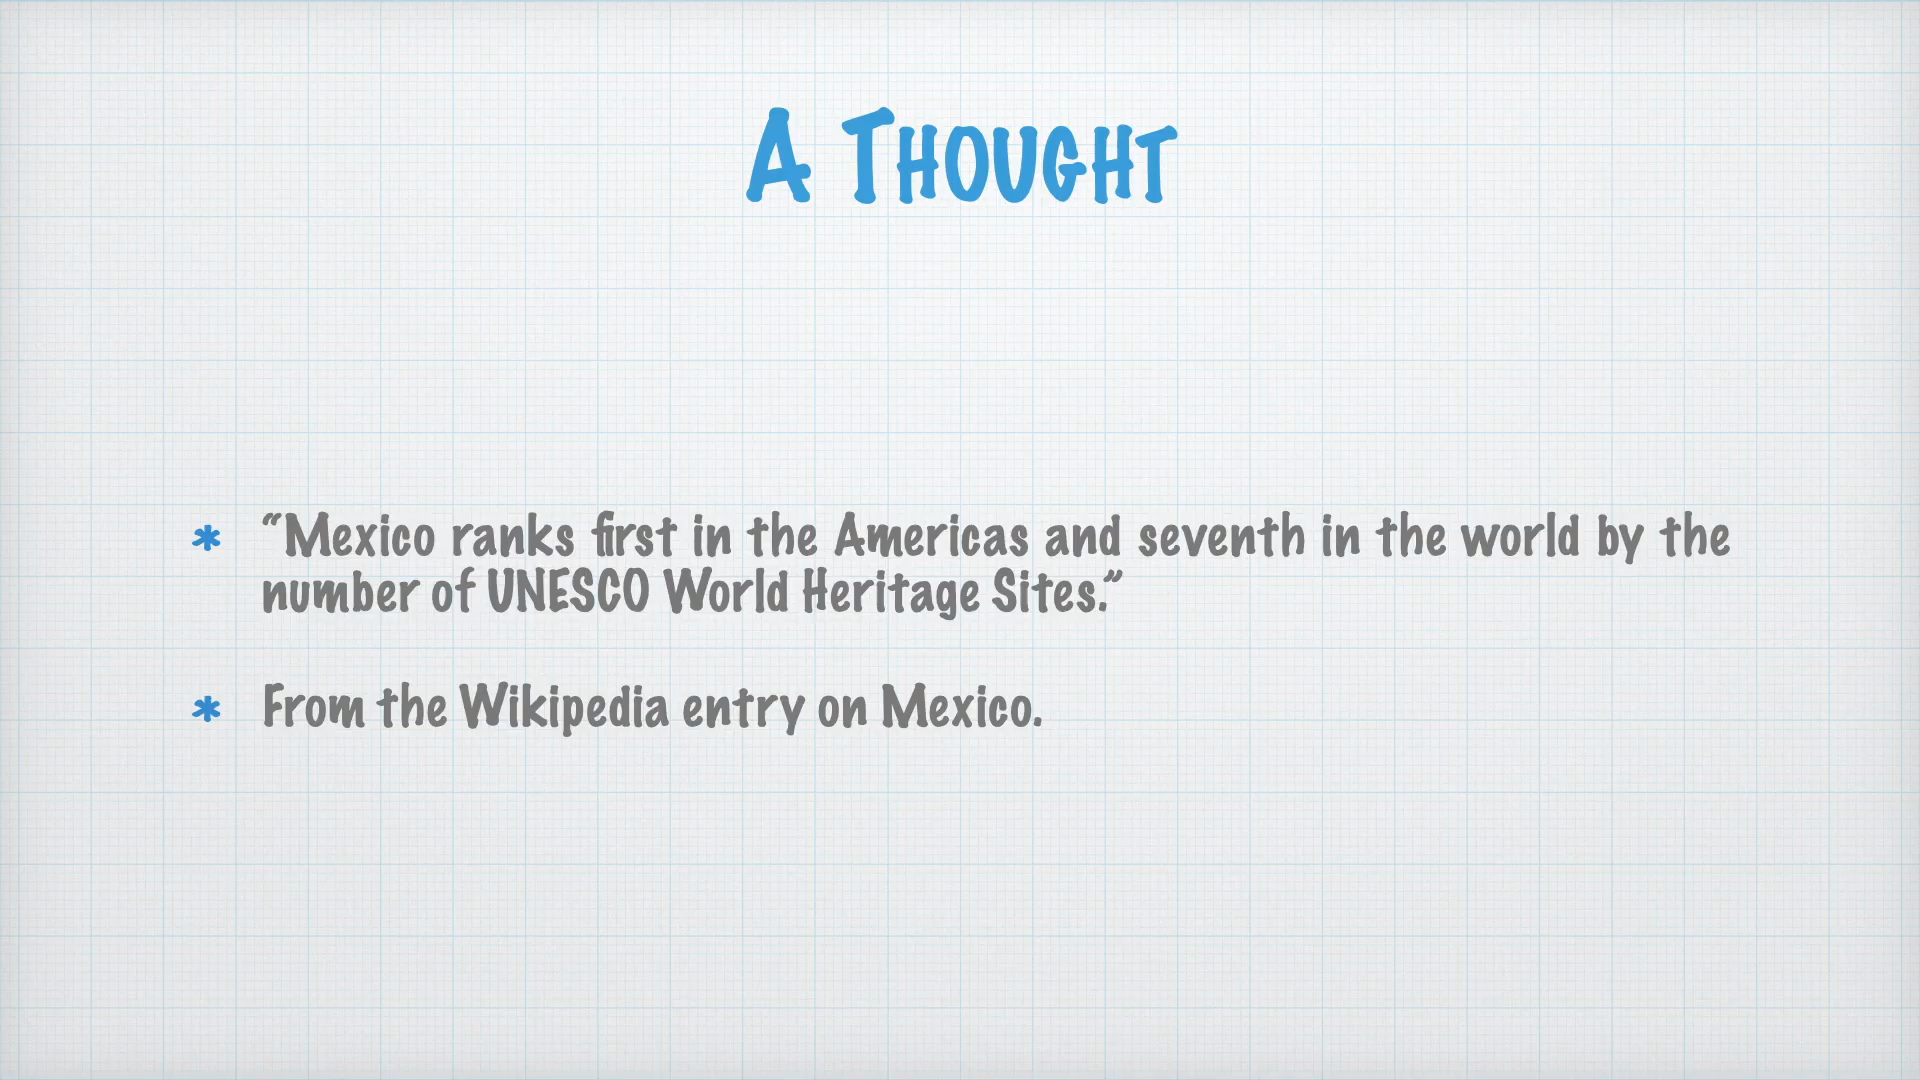 A THOUGHT
* “Mexico ranks first in the Americas and seventh in the world by the
number of UNESCO World Heritage Sites.”
* From the Wikipedia entry on Mexico.